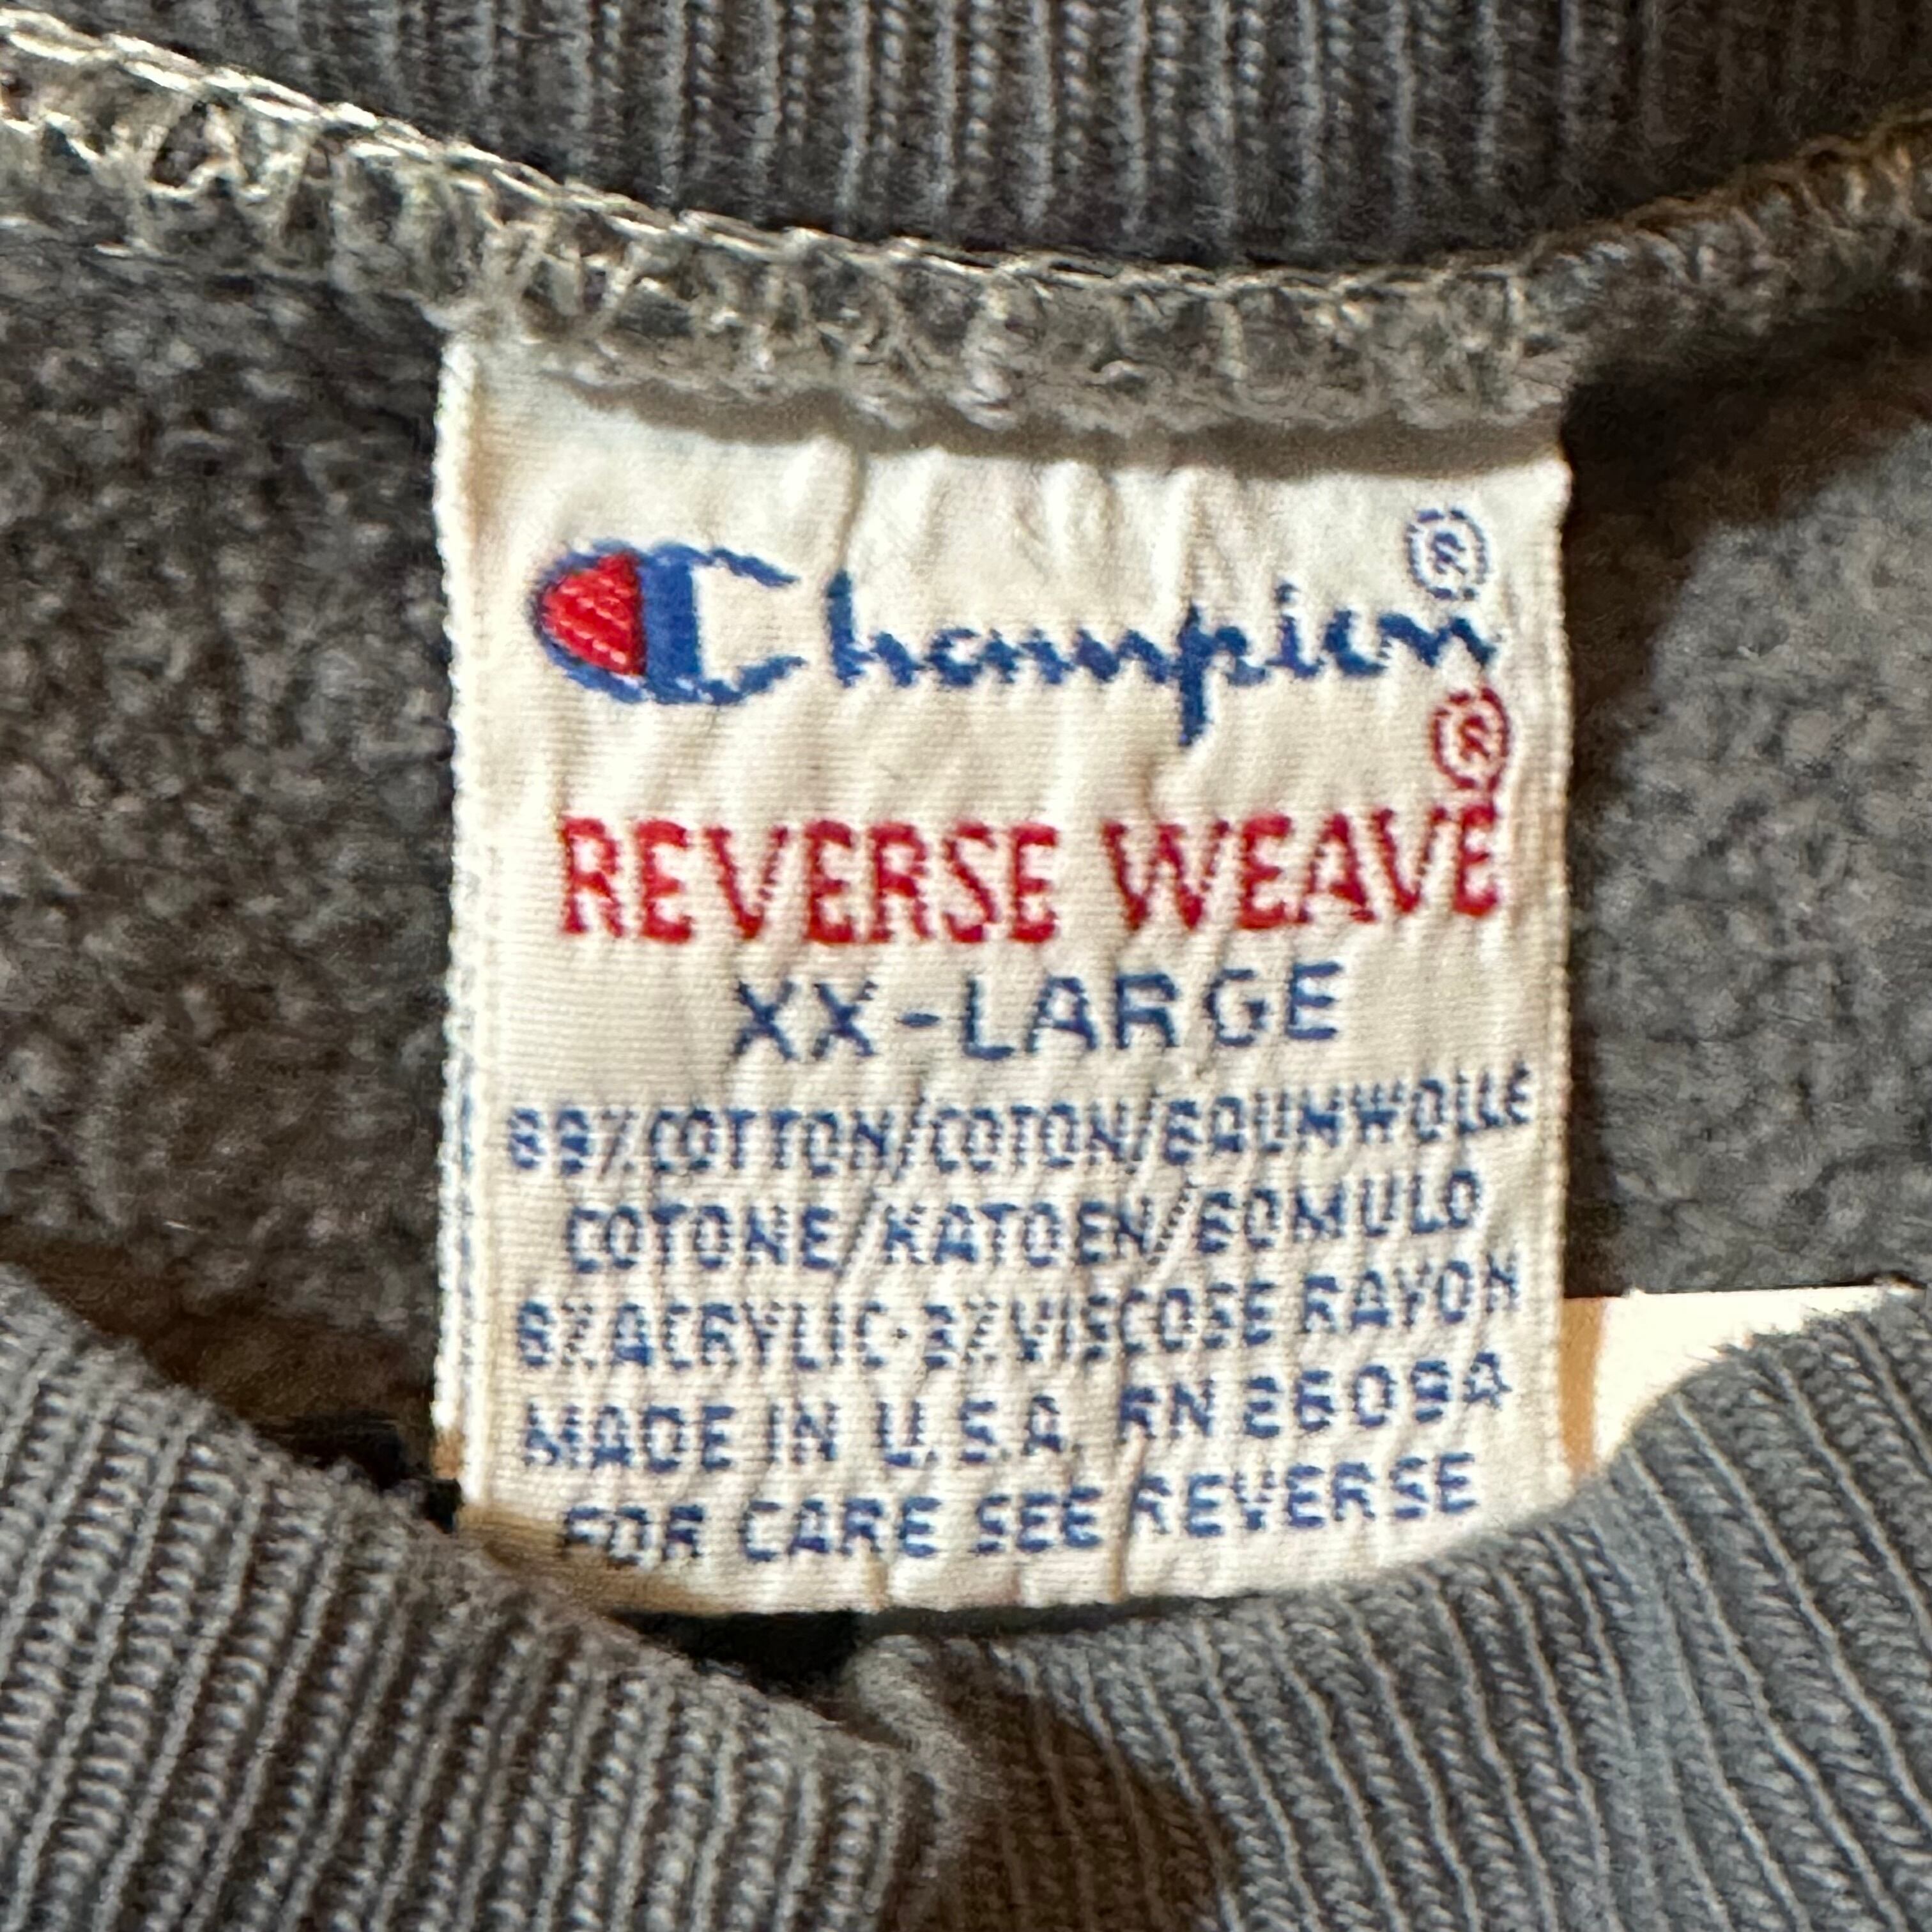 Champion®
®
REVERSE WEAVE
XX-LARGE
89% COTTON/COTON/BAUMWOLLE
COTONE/KATOEN/BOMULD
8% ACRYLIC·3% VISCOSE RAYON
MADE IN U.S.A. RN 26094
FOR CARE SEE REVERSE